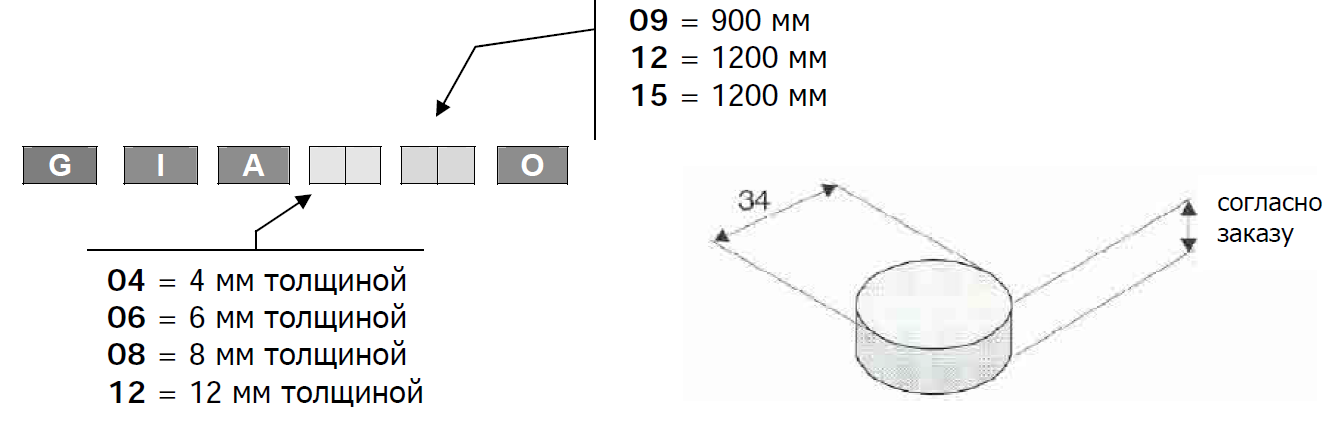 09 = 900 мм
12 = 1200 мм
15 = 1200 мм
G I A O
34
согласно
заказу
04 = 4 мм толщиной
06 = 6 мм толщиной
08 = 8 мм толщиной
12 = 12 мм толщиной